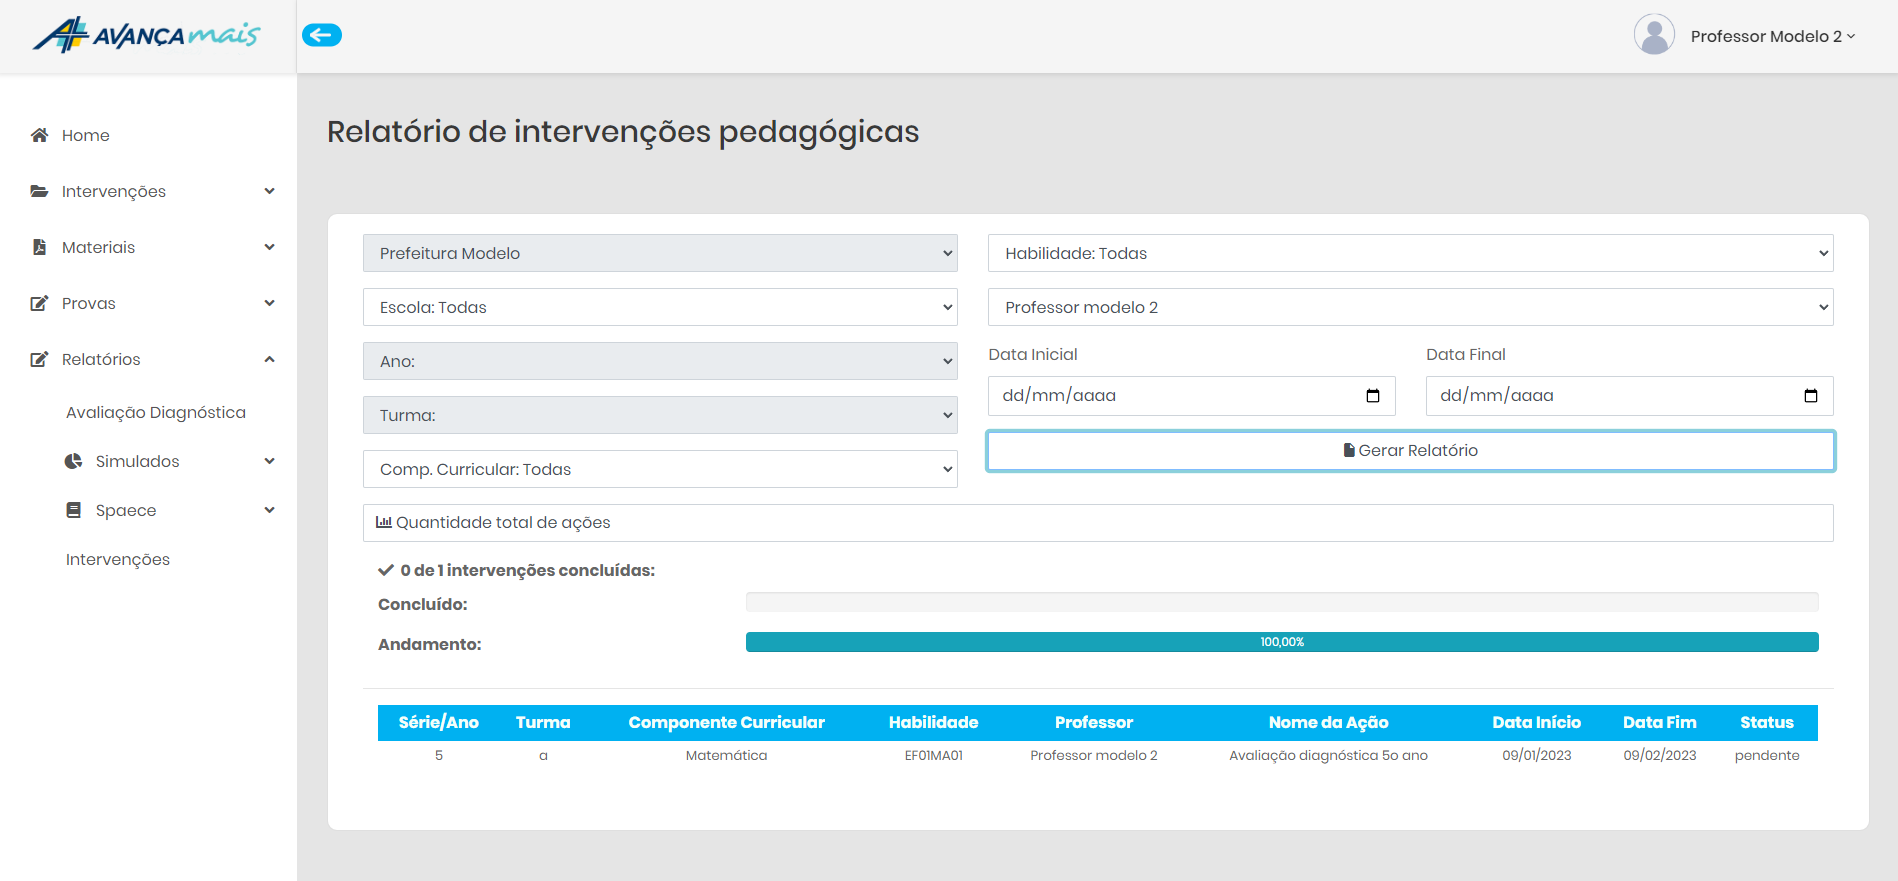 AVANÇA mais
Professor Modelo 2
Home
Intervenções
Materiais
Provas
Relatórios
Avaliação Diagnóstica
Simulados
Spaece
Intervenções
Relatório de intervenções pedagógicas
Prefeitura Modelo
Escola: Todas
Ano:
Turma:
Comp. Curricular: Todas
Habilidade: Todas
Professor modelo 2
Data Inicial Data Final
dd/mm/aaaa dd/mm/aaaa
Gerar Relatório
Quantidade total de ações
0 de 1 intervenções concluídas:
Concluído:
Andamento: 100,00%
Série/Ano Turma Componente Curricular Habilidade Professor Nome da Ação Data Início Data Fim Status
5 a Matemática EF01MA01 Professor modelo 2 Avaliação diagnóstica 5o ano 09/01/2023 09/02/2023 pendente